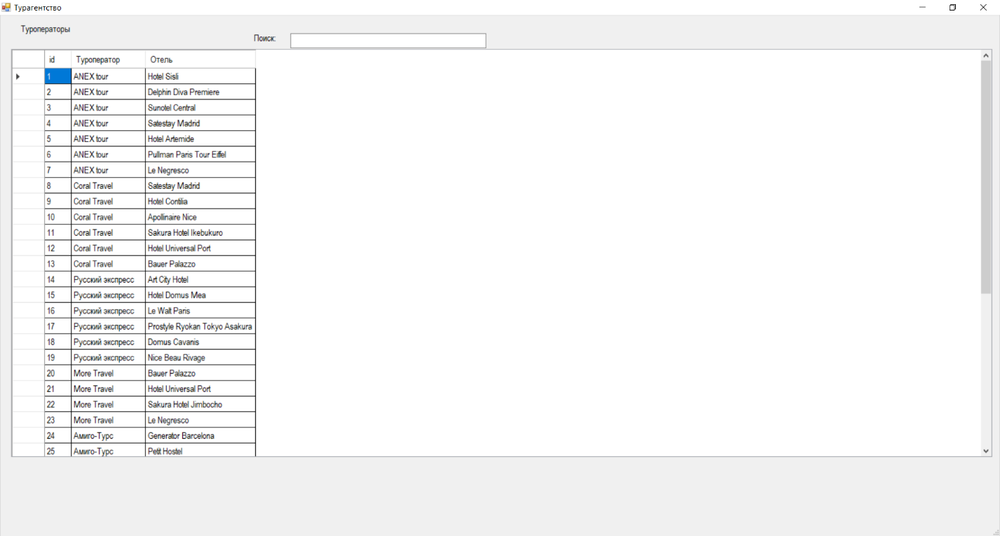 Турагентство
Туроператоры
Поиск:
id Туроператор Отель
1 ANEX tour Hotel Sisli
2 ANEX tour Delphin Diva Premiere
3 ANEX tour Sunotel Central
4 ANEX tour Satestay Madrid
5 ANEX tour Hotel Artemide
6 ANEX tour Pullman Paris Tour Eiffel
7 ANEX tour Le Negresco
8 Coral Travel Satestay Madrid
9 Coral Travel Hotel Contilia
10 Coral Travel Apollinaire Nice
11 Coral Travel Sakura Hotel Ikebukuro
12 Coral Travel Hotel Universal Port
13 Coral Travel Bauer Palazzo
14 Русский экспресс Art City Hotel
15 Русский экспресс Hotel Domus Mea
16 Русский экспресс Le Walt Paris
17 Русский экспресс Prostyle Ryokan Tokyo Asakura
18 Русский экспресс Domus Cavanis
19 Русский экспресс Nice Beau Rivage
20 More Travel Bauer Palazzo
21 More Travel Hotel Universal Port
22 More Travel Sakura Hotel Jimbocho
23 More Travel Le Negresco
24 Амиго-Турс Generator Barcelona
25 Амиго-Турс Petit Hostel